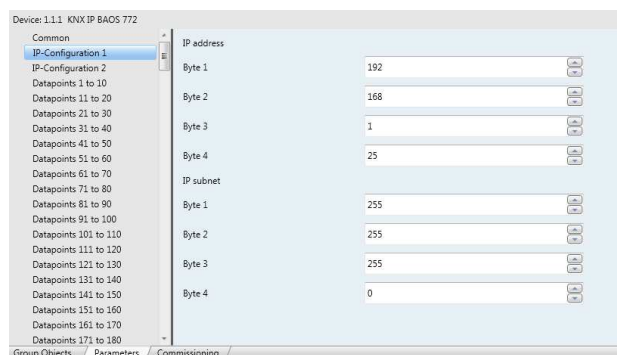 Device: 1.1.1 KNX IP BAOS 772
Common
IP-Configuration 1
IP-Configuration 2
Datapoints 1 to 10
Datapoints 11 to 20
Datapoints 21 to 30
Datapoints 31 to 40
Datapoints 41 to 50
Datapoints 51 to 60
Datapoints 61 to 70
Datapoints 71 to 80
Datapoints 81 to 90
Datapoints 91 to 100
Datapoints 101 to 110
Datapoints 111 to 120
Datapoints 121 to 130
Datapoints 131 to 140
Datapoints 141 to 150
Datapoints 151 to 160
Datapoints 161 to 170
Datapoints 171 to 180
IP address
Byte 1 192
Byte 2 168
Byte 3 1
Byte 4 25
IP subnet
Byte 1 255
Byte 2 255
Byte 3 255
Byte 4 0
Group Objects / Parameters / Commissioning /